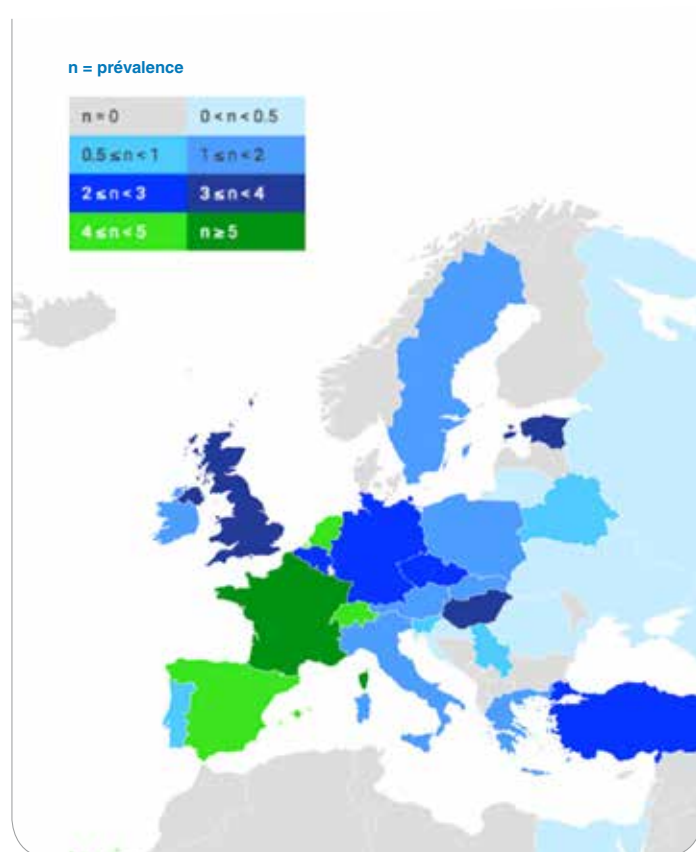 n = prévalence
n = 0 0 < n < 0.5
0.5 ≤ n < 1 1 ≤ n < 2
2 ≤ n < 3 3 ≤ n < 4
4 ≤ n < 5 n ≥ 5